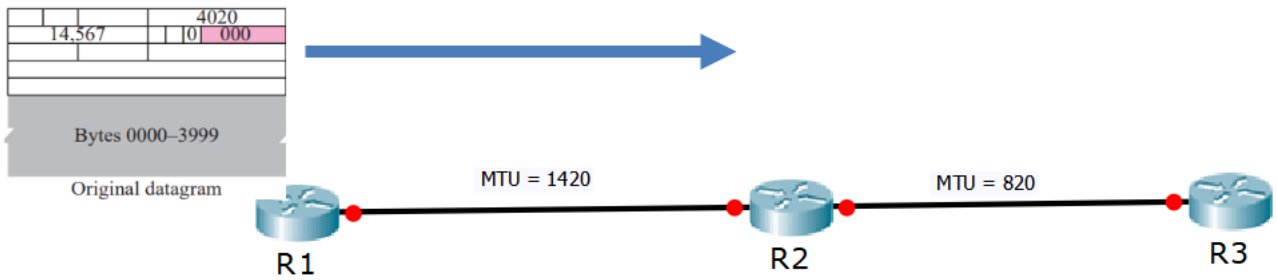 4020
14,567 0 000
Bytes 0000–3999
Original datagram
MTU = 1420
MTU = 820
R1
R2
R3